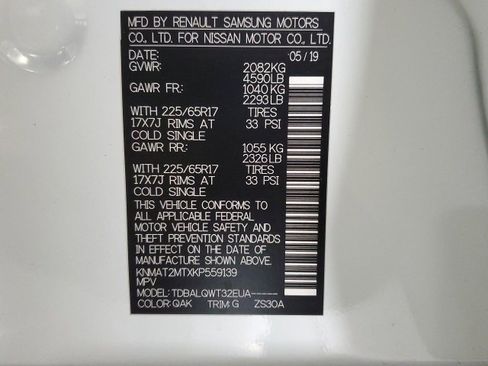 MFD BY RENAULT SAMSUNG MOTORS
CO., LTD. FOR NISSAN MOTOR CO., LTD.
DATE: 05/19
GVWR: 2082KG
4590LB
GAWR FR: 1040 KG
2293LB
WITH 225/65R17 TIRES
17X7J RIMS AT 33 PSI
COLD SINGLE
GAWR RR: 1055 KG
2326LB
WITH 225/65R17 TIRES
17X7J RIMS AT 33 PSI
COLD SINGLE
THIS VEHICLE CONFORMS TO
ALL APPLICABLE FEDERAL
MOTOR VEHICLE SAFETY AND
THEFT PREVENTION STANDARDS
IN EFFECT ON THE DATE OF
MANUFACTURE SHOWN ABOVE.
KNMAT2MTXKP559139
MPV
MODEL: TDBALQWT32EUA------
COLOR: QAK TRIM: G ZS30A